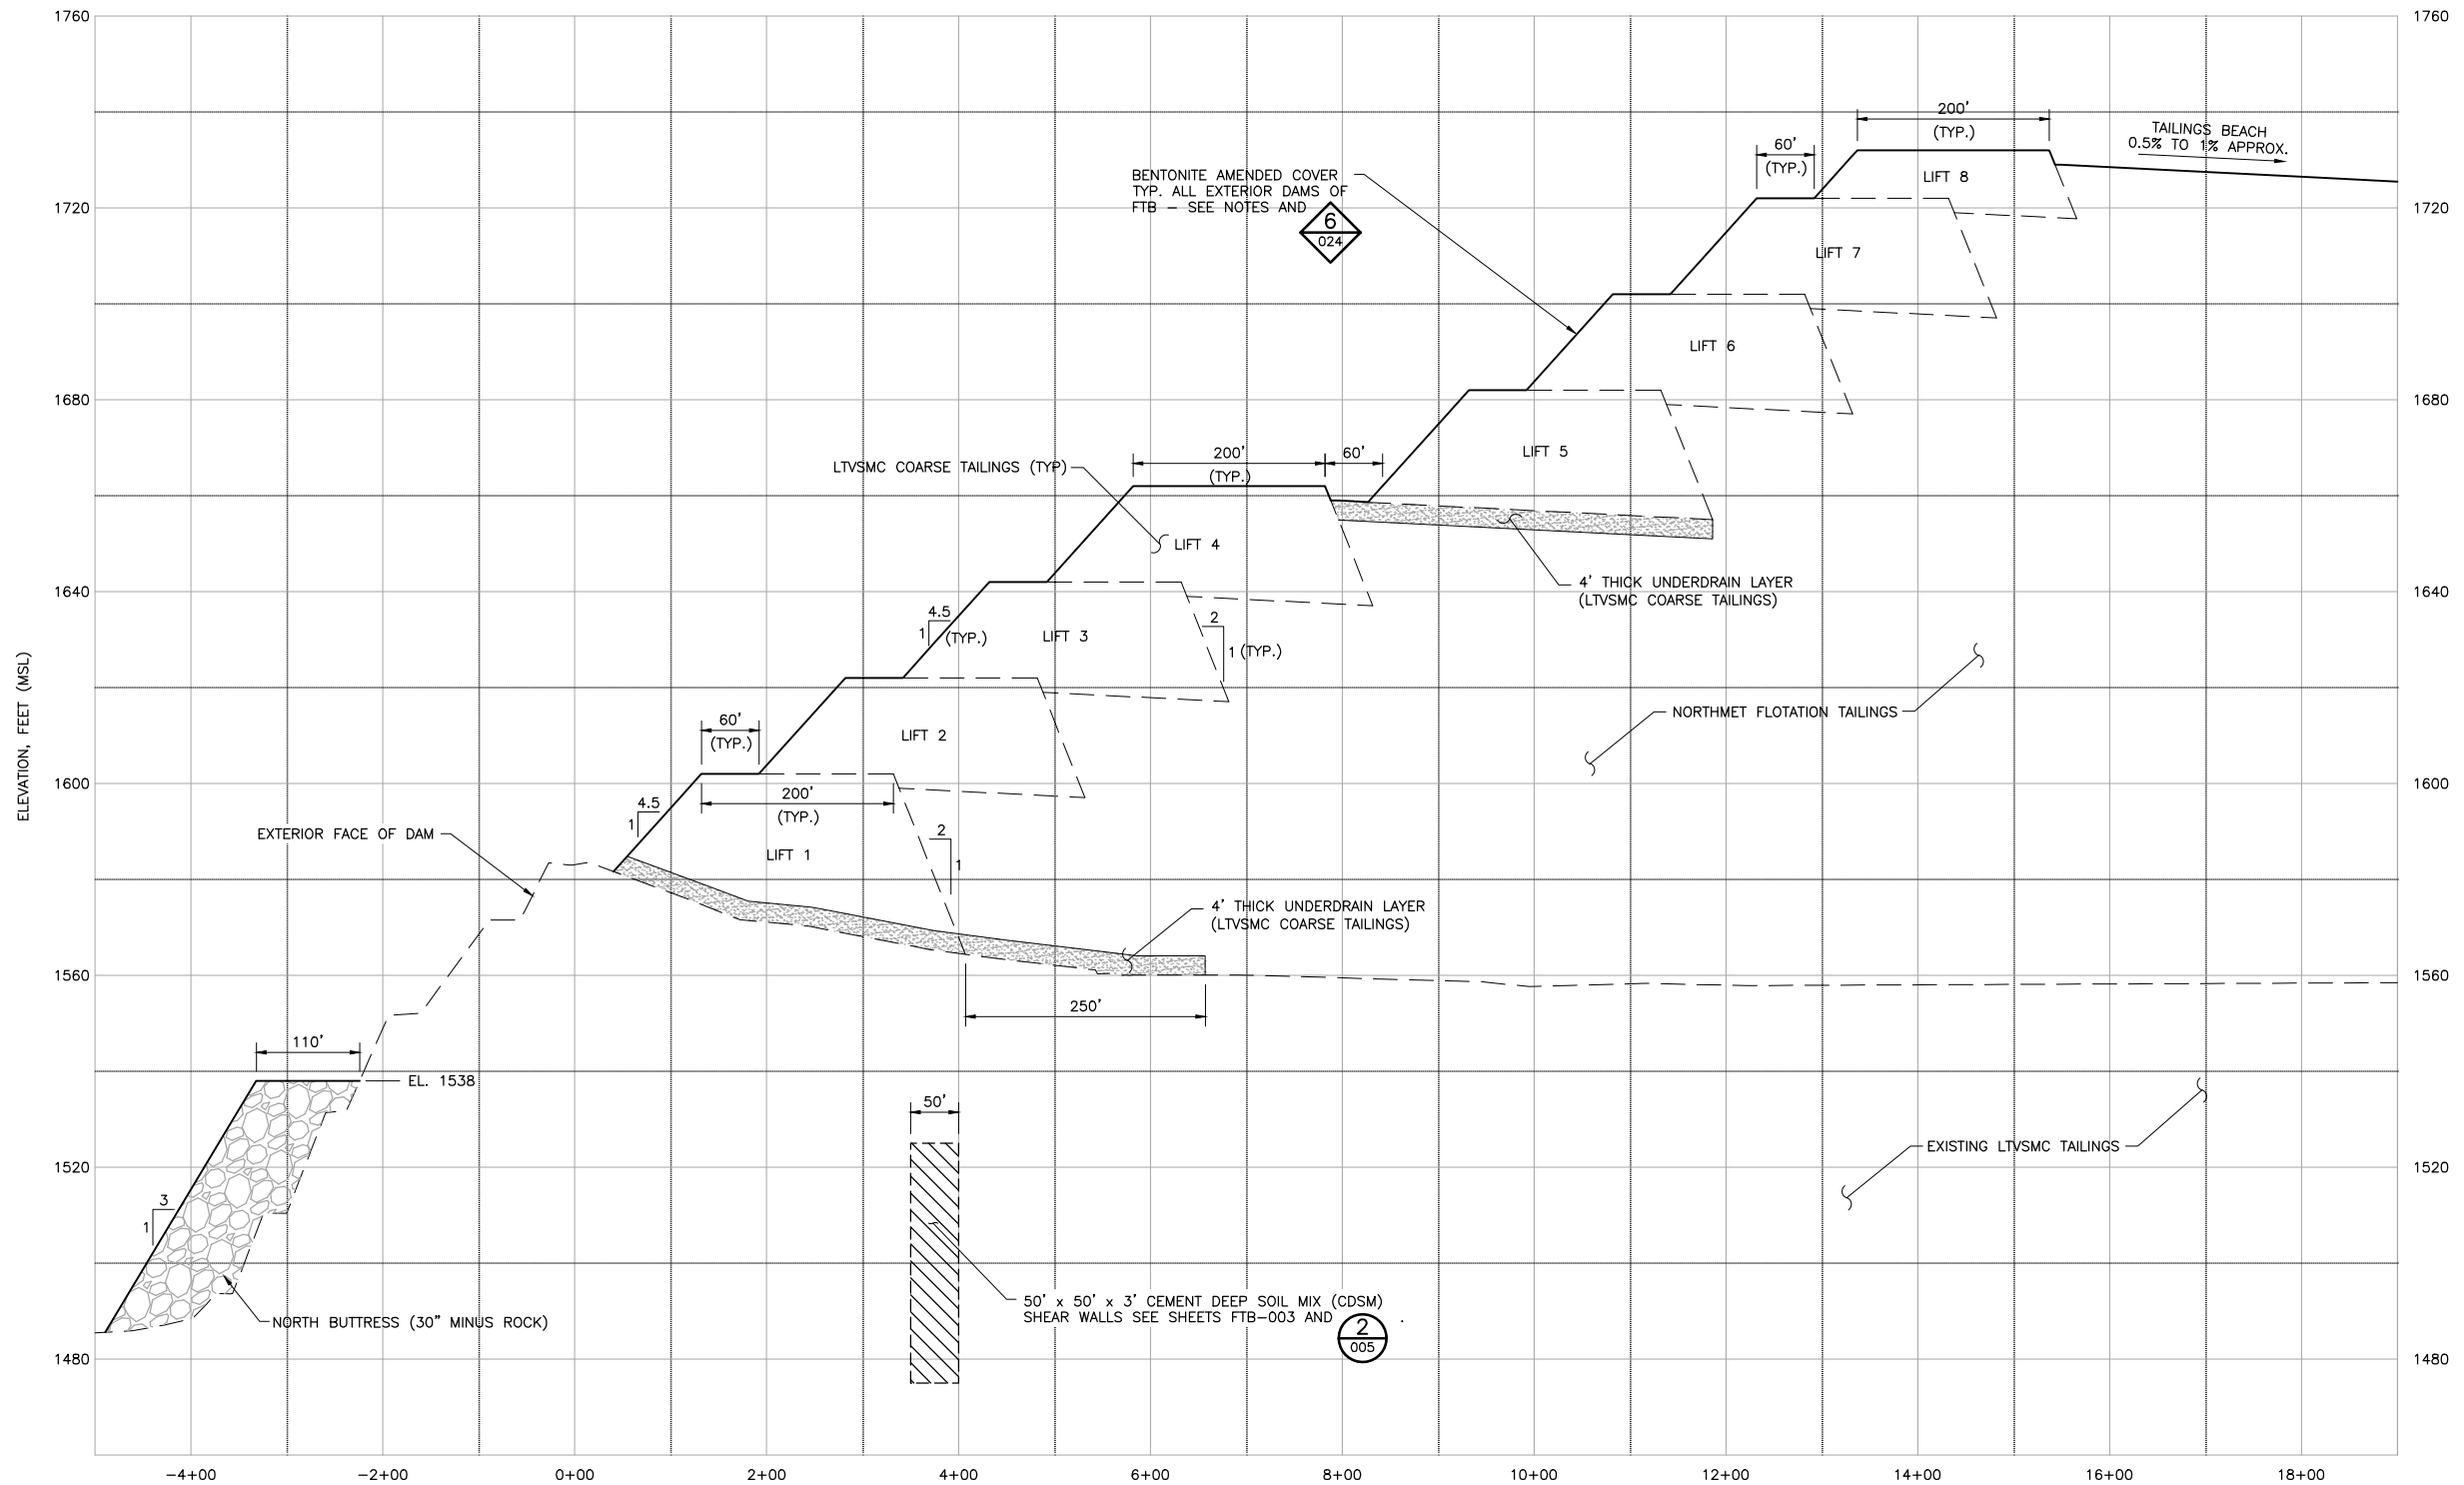 1760
1760
200'
(TYP.)
TAILINGS BEACH
0.5% TO 1% APPROX.
60'
(TYP.)
BENTONITE AMENDED COVER
TYP. ALL EXTERIOR DAMS OF
FTB – SEE NOTES AND
6
024
LIFT 8
1720
1720
LIFT 7
LIFT 6
1680
1680
LIFT 5
200'
(TYP.)
60'
LTVSMC COARSE TAILINGS (TYP)
LIFT 4
4' THICK UNDERDRAIN LAYER
(LTVSMC COARSE TAILINGS)
1640
1640
4.5
1
(TYP.)
LIFT 3
2
1 (TYP.)
ELEVATION, FEET (MSL)
NORTHMET FLOTATION TAILINGS
60'
(TYP.)
LIFT 2
1600
1600
200'
(TYP.)
4.5
1
EXTERIOR FACE OF DAM
LIFT 1
2
1
4' THICK UNDERDRAIN LAYER
(LTVSMC COARSE TAILINGS)
1560
1560
250'
110'
EL. 1538
50'
EXISTING LTVSMC TAILINGS
1520
1520
3
1
50' x 50' x 3' CEMENT DEEP SOIL MIX (CDSM)
SHEAR WALLS SEE SHEETS FTB–003 AND .
2
005
NORTH BUTTRESS (30" MINUS ROCK)
1480
1480
−4+00 −2+00 0+00 2+00 4+00 6+00 8+00 10+00 12+00 14+00 16+00 18+00